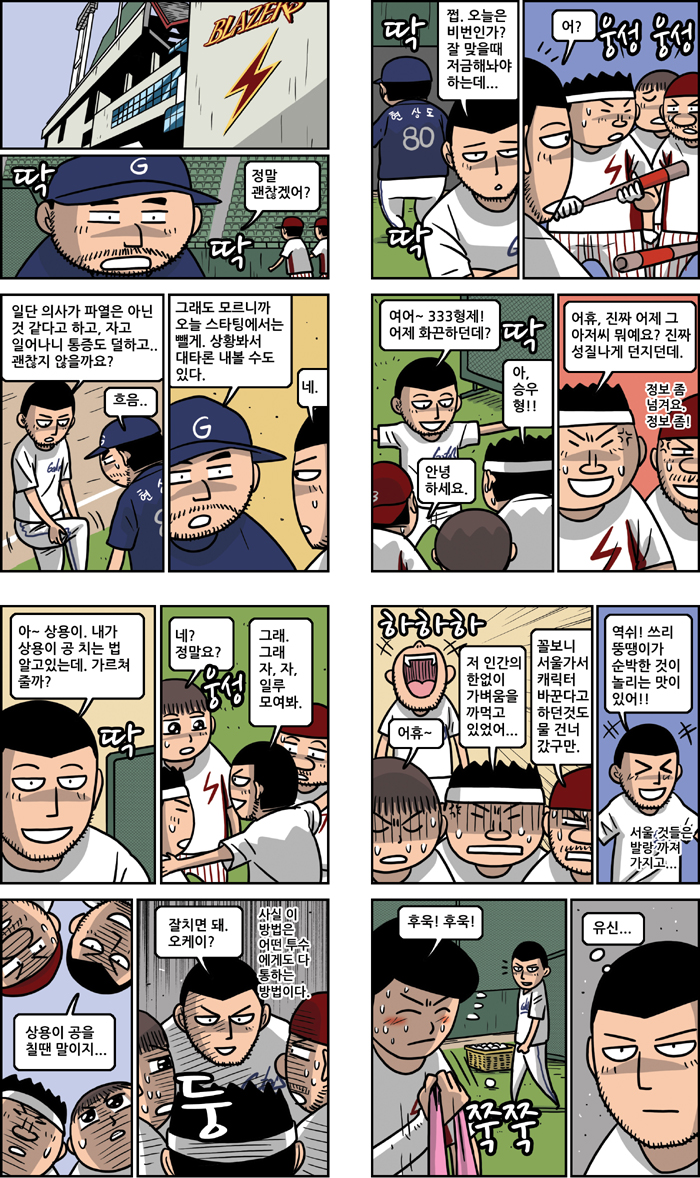 BLAZERS
딱
G
정말
괜찮겠어?
딱
딱
쩝. 오늘은
비번인가?
잘 맞을때
저금해놔야
하는데...
현상도
80
딱
어?
웅성 웅성
일단 의사가 파열은 아닌
것 같다고 하고, 자고
일어나니 통증도 덜하고..
괜찮지 않을까요?
흐음..
현상도
8
그래도 모르니까
오늘 스타팅에서는
뺄게. 상황봐서
대타론 내볼 수도
있다.
G
네.
여어~ 333형제!
어제 화끈하던데?
딱
아,
승우
형!!
안녕
하세요.
어휴, 진짜 어제 그
아저씨 뭐예요? 진짜
성질나게 던지던데.
정보 좀
넘겨요,
정보 좀!
아~ 상용이. 내가
상용이 공 치는 법
알고있는데. 가르쳐
줄까?
딱
네?
정말요?
웅성
그래.
그래
자, 자,
일루
모여봐.
하하하
어휴~
저 인간의
한없이
가벼움을
까먹고
있었어...
꼴보니
서울가서
캐릭터
바꾼다고
하던것도
물 건너
갔구만.
역쉬! 쓰리
뚱땡이가
순박한 것이
놀리는 맛이
있어!!
서울 것들은
발랑 까져
가지고...
상용이 공을
칠땐 말이지...
잘치면 돼.
오케이?
사실 이
방법은
어떤 투수
에게도 다
통하는
방법이다.
둥
후욱! 후욱!
쭉쭉
유신...